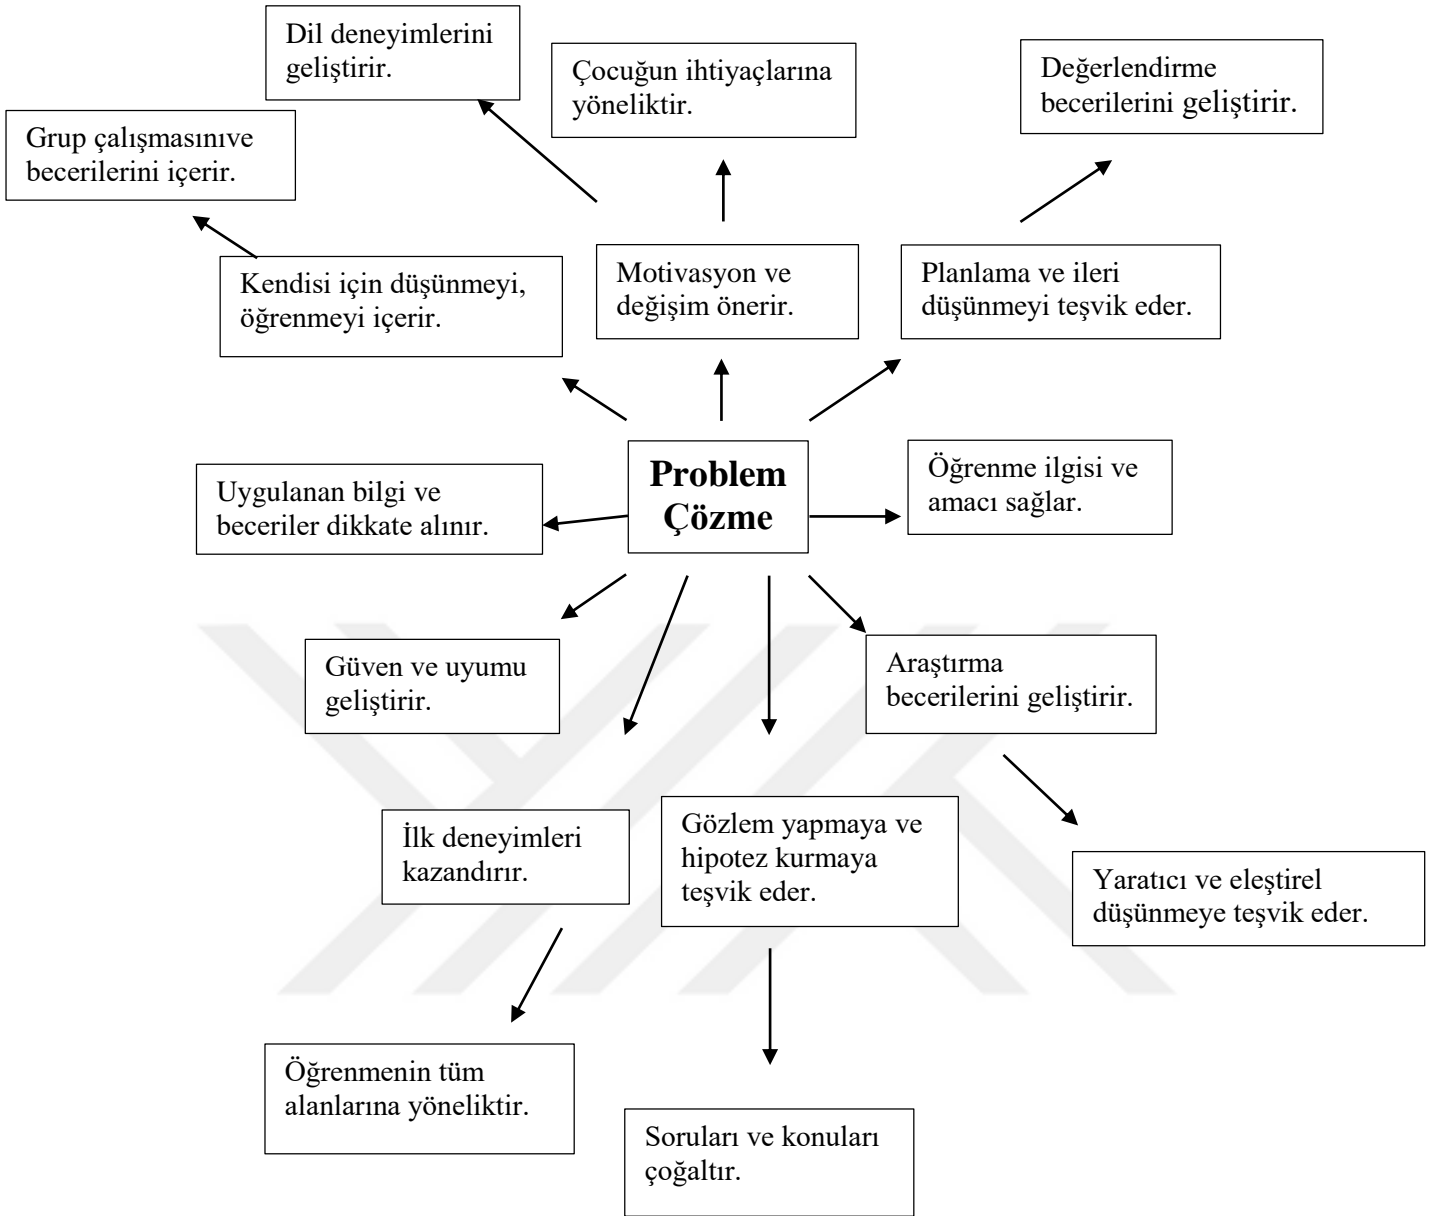 Dil deneyimlerini
geliştirir.
Çocuğun ihtiyaçlarına
yöneliktir.
Değerlendirme
becerilerini geliştirir.
Grup çalışmasınıve
becerilerini içerir.
Kendisi için düşünmeyi,
öğrenmeyi içerir.
Motivasyon ve
değişim önerir.
Planlama ve ileri
düşünmeyi teşvik eder.
Problem
Çözme
Öğrenme ilgisi ve
amacı sağlar.
Uygulanan bilgi ve
beceriler dikkate alınır.
Güven ve uyumu
geliştirir.
Araştırma
becerilerini geliştirir.
İlk deneyimleri
kazandırır.
Gözlem yapmaya ve
hipotez kurmaya
teşvik eder.
Yaratıcı ve eleştirel
düşünmeye teşvik eder.
Öğrenmenin tüm
alanlarına yöneliktir.
Soruları ve konuları
çoğaltır.